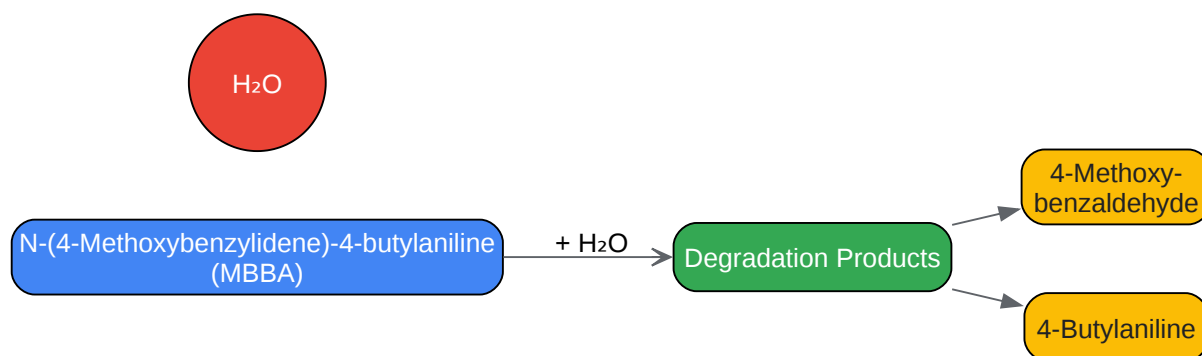 H₂O
4-Methoxy-
benzaldehyde
N-(4-Methoxybenzylidene)-4-butylaniline
(MBBA)
+ H₂O
Degradation Products
4-Butylaniline